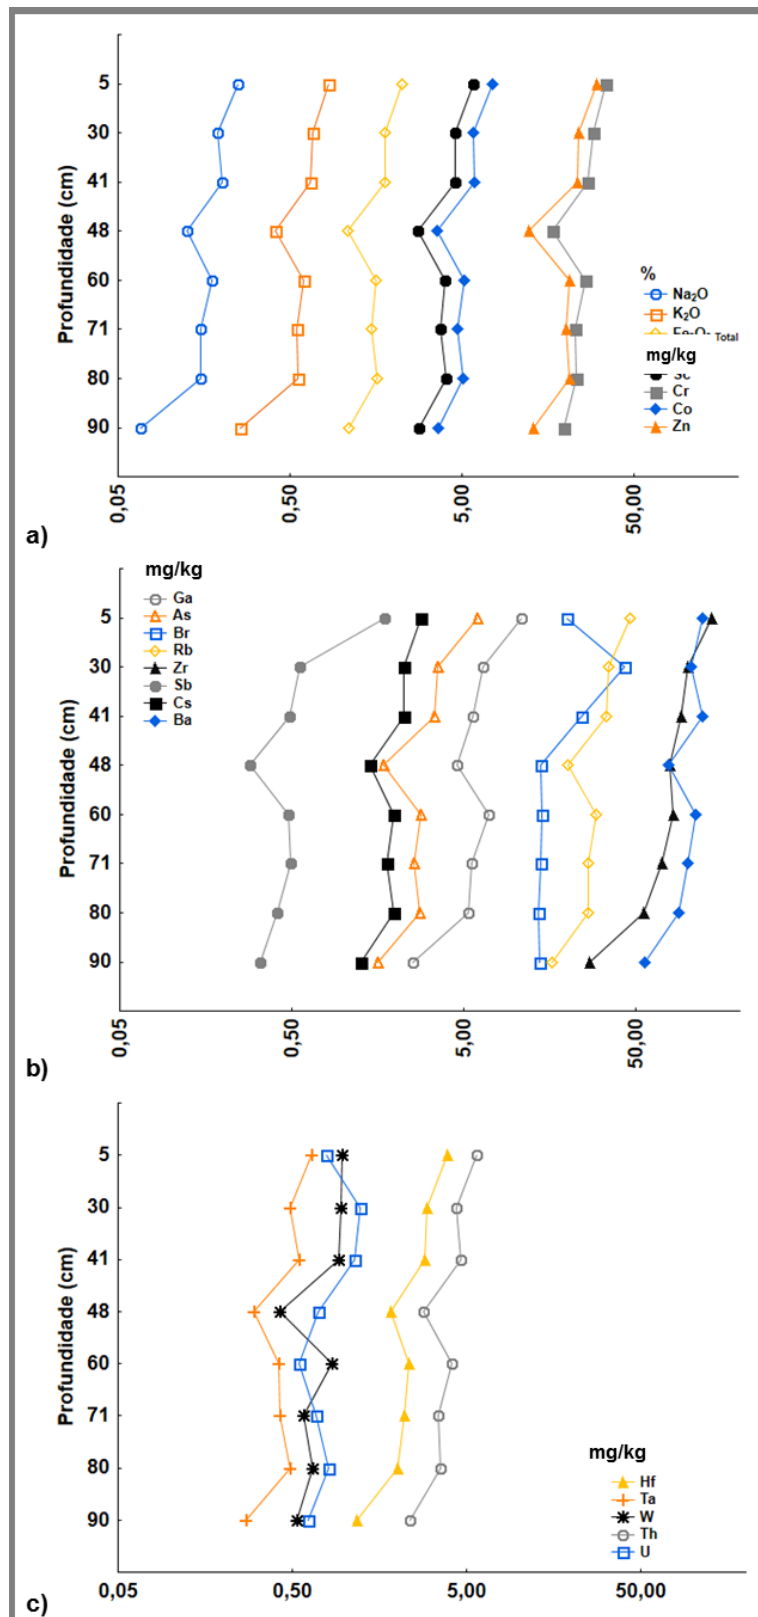 Profundidade (cm)
5
30
41
48
60
71
80
90
%
Na₂O
K₂O
Total
mg/kg
Cr
Co
Zn
0,05
0,50
5,00
50,00
a)
mg/kg
Ga
As
Br
Rb
Zr
Sb
Cs
Ba
5
30
41
48
60
71
80
90
0,05
0,50
5,00
50,00
b)
Profundidade (cm)
5
30
41
48
60
71
80
90
mg/kg
Hf
Ta
W
Th
U
0,05
0,50
5,00
50,00
c)